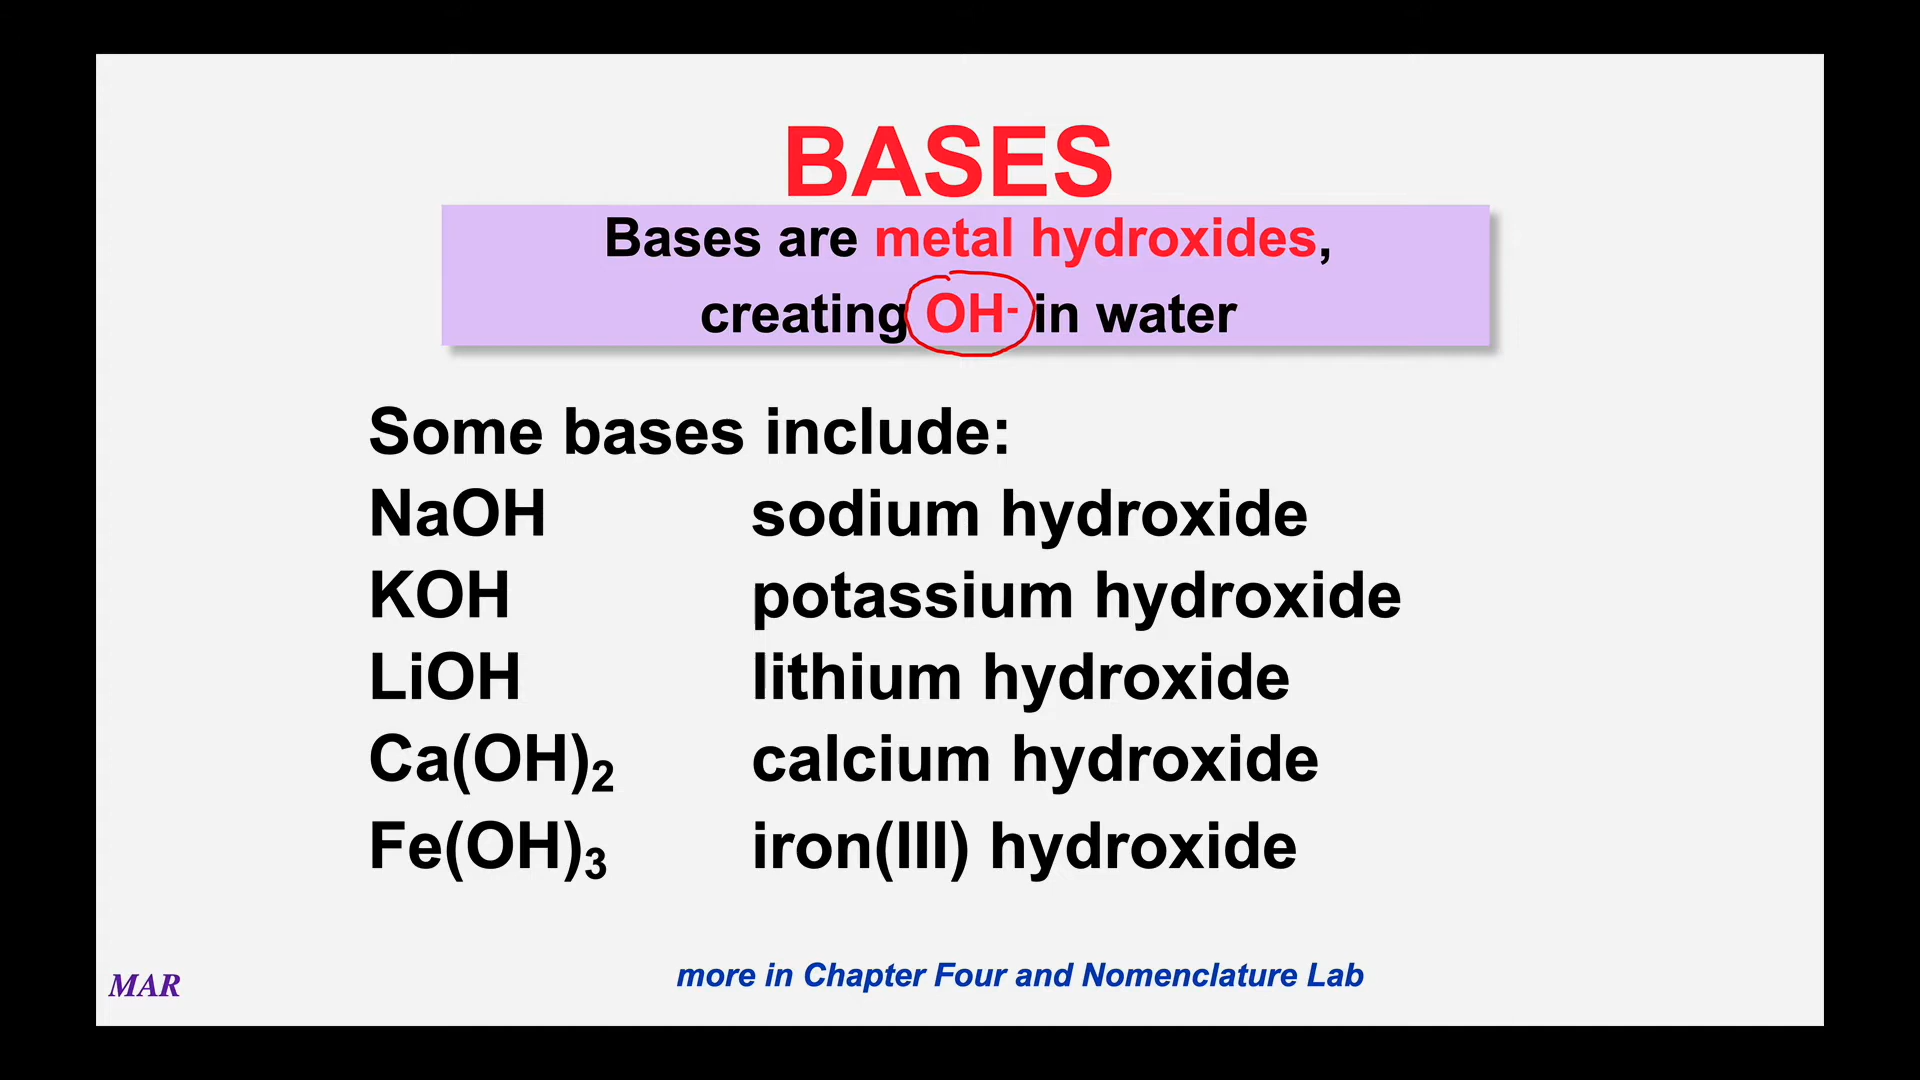 BASES
Bases are metal hydroxides,
creating OH- in water
Some bases include:
NaOH sodium hydroxide
KOH potassium hydroxide
LiOH lithium hydroxide
Ca(OH)₂ calcium hydroxide
Fe(OH)₃ iron(III) hydroxide
more in Chapter Four and Nomenclature Lab
MAR